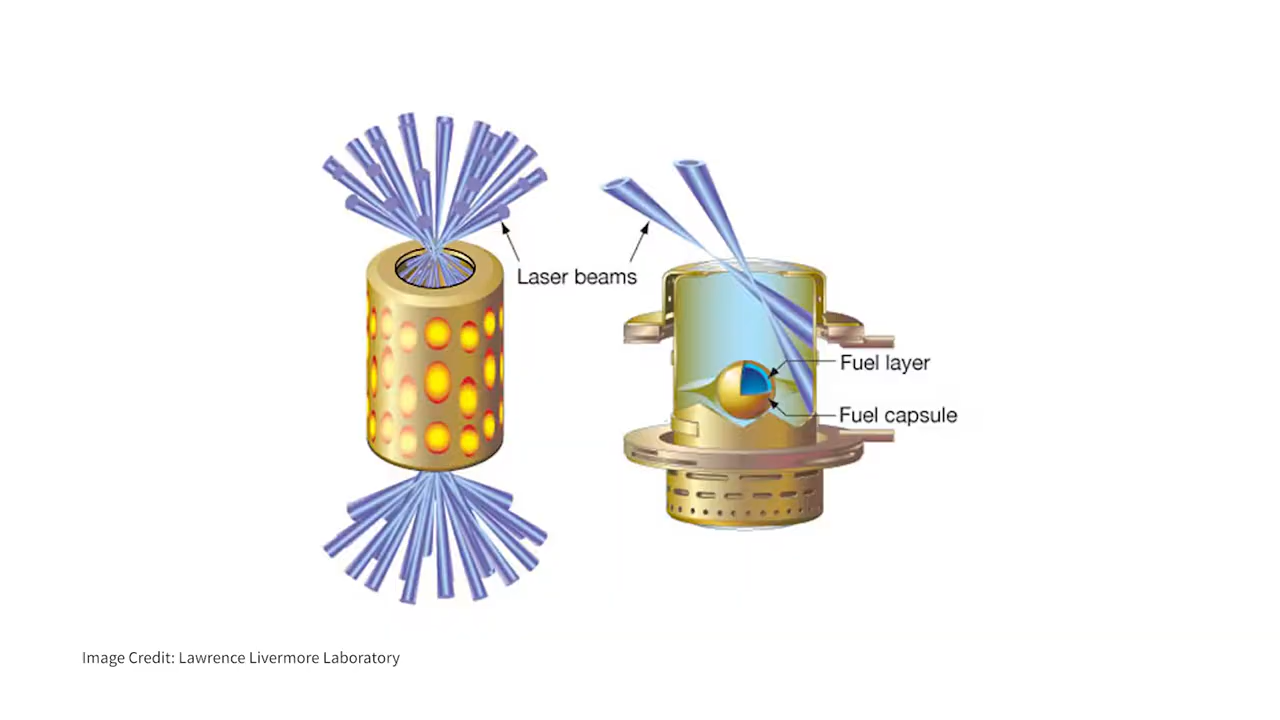 Laser beams
Fuel layer
Fuel capsule
Image Credit: Lawrence Livermore Laboratory